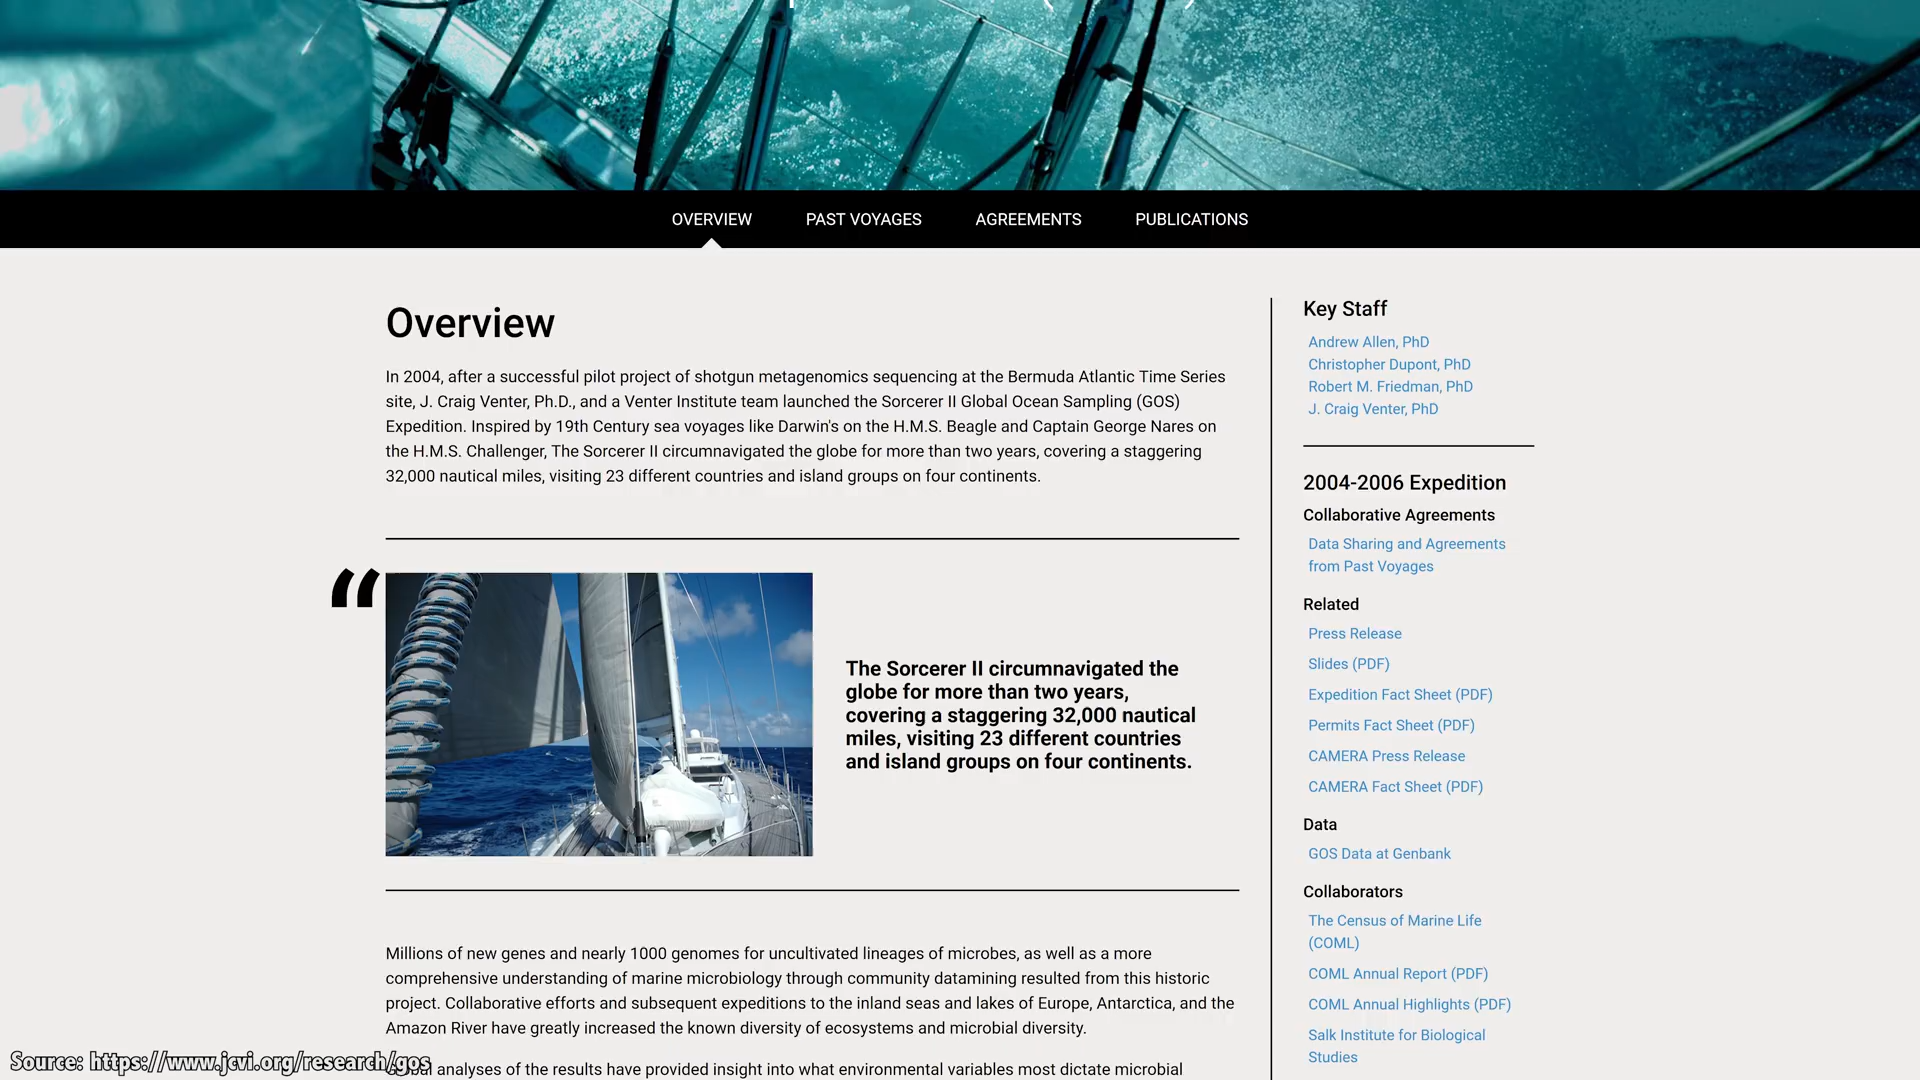 OVERVIEW
PAST VOYAGES
AGREEMENTS
PUBLICATIONS
Overview
In 2004, after a successful pilot project of shotgun metagenomics sequencing at the Bermuda Atlantic Time Series
site, J. Craig Venter, Ph.D., and a Venter Institute team launched the Sorcerer II Global Ocean Sampling (GOS)
Expedition. Inspired by 19th Century sea voyages like Darwin's on the H.M.S. Beagle and Captain George Nares on
the H.M.S. Challenger, The Sorcerer II circumnavigated the globe for more than two years, covering a staggering
32,000 nautical miles, visiting 23 different countries and island groups on four continents.
“
The Sorcerer II circumnavigated the
globe for more than two years,
covering a staggering 32,000 nautical
miles, visiting 23 different countries
and island groups on four continents.
Millions of new genes and nearly 1000 genomes for uncultivated lineages of microbes, as well as a more
comprehensive understanding of marine microbiology through community datamining resulted from this historic
project. Collaborative efforts and subsequent expeditions to the inland seas and lakes of Europe, Antarctica, and the
Amazon River have greatly increased the known diversity of ecosystems and microbial diversity.
analyses of the results have provided insight into what environmental variables most dictate microbial
Key Staff
Andrew Allen, PhD
Christopher Dupont, PhD
Robert M. Friedman, PhD
J. Craig Venter, PhD
2004-2006 Expedition
Collaborative Agreements
Data Sharing and Agreements
from Past Voyages
Related
Press Release
Slides (PDF)
Expedition Fact Sheet (PDF)
Permits Fact Sheet (PDF)
CAMERA Press Release
CAMERA Fact Sheet (PDF)
Data
GOS Data at Genbank
Collaborators
The Census of Marine Life
(COML)
COML Annual Report (PDF)
COML Annual Highlights (PDF)
Salk Institute for Biological
Studies
Source: https://www.jcvi.org/research/gos